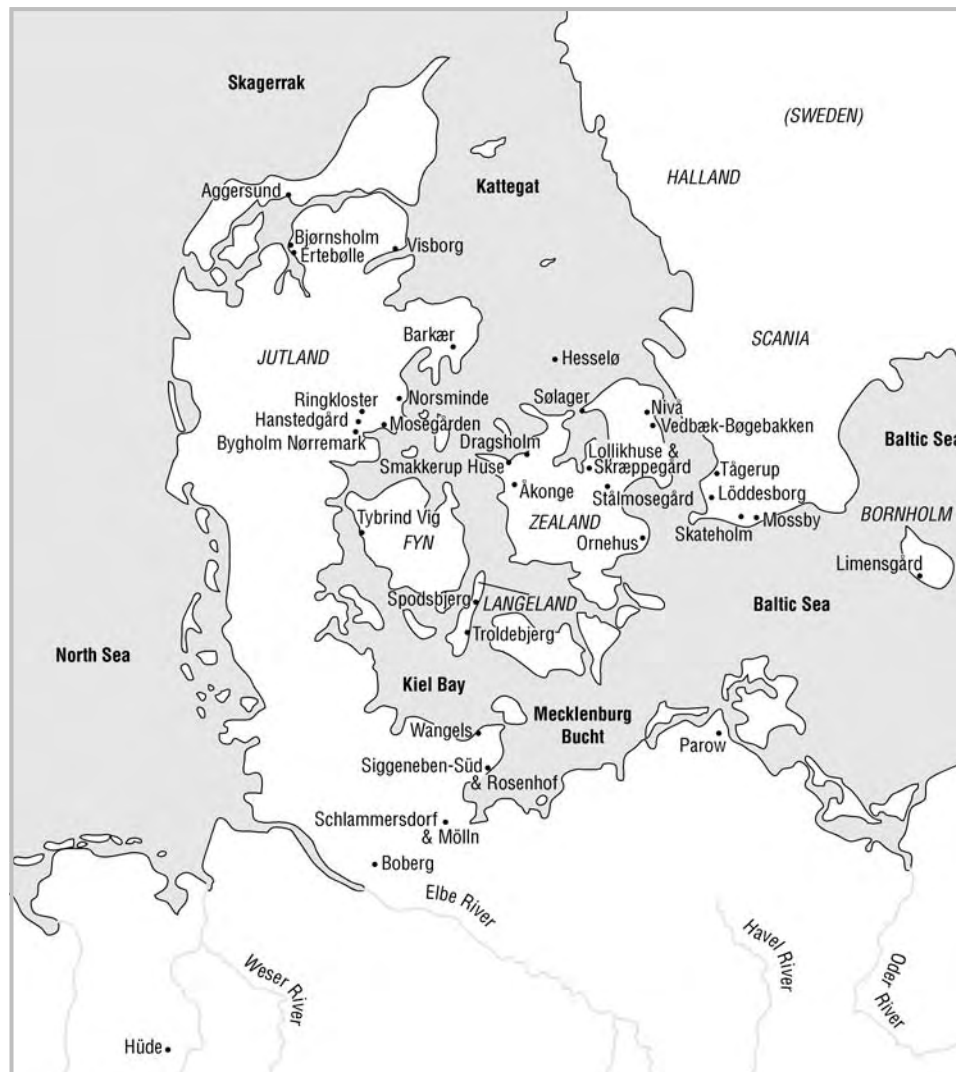 Skagerrak
(SWEDEN)
HALLAND
Kattegat
Aggersund
Bjørnsholm
Ertebølle
Visborg
Barkær
JUTLAND
Hesselø
SCANIA
Ringkloster
Norsminde
Sølager
Nivå
Hanstedgård
Mosegården
Vedbæk-Bøgebakken
Bygholm Nørremark
Dragsholm
Lollikhuse &
Skræppegård
Baltic Sea
Smakkerup Huse
Tågerup
Åkonge
Stålmosegård
Löddesborg
Tybrind Vig
ZEALAND
Mossby
BORNHOLM
FYN
Ornehus
Skateholm
Limensgård
Spodsbjerg
LANGELAND
Baltic Sea
Troldebjerg
North Sea
Kiel Bay
Mecklenburg
Bucht
Wangels
Parow
Siggeneben-Süd
& Rosenhof
Schlammersdorf
& Mölln
Boberg
Elbe River
Weser River
Havel River
Oder River
Hüde